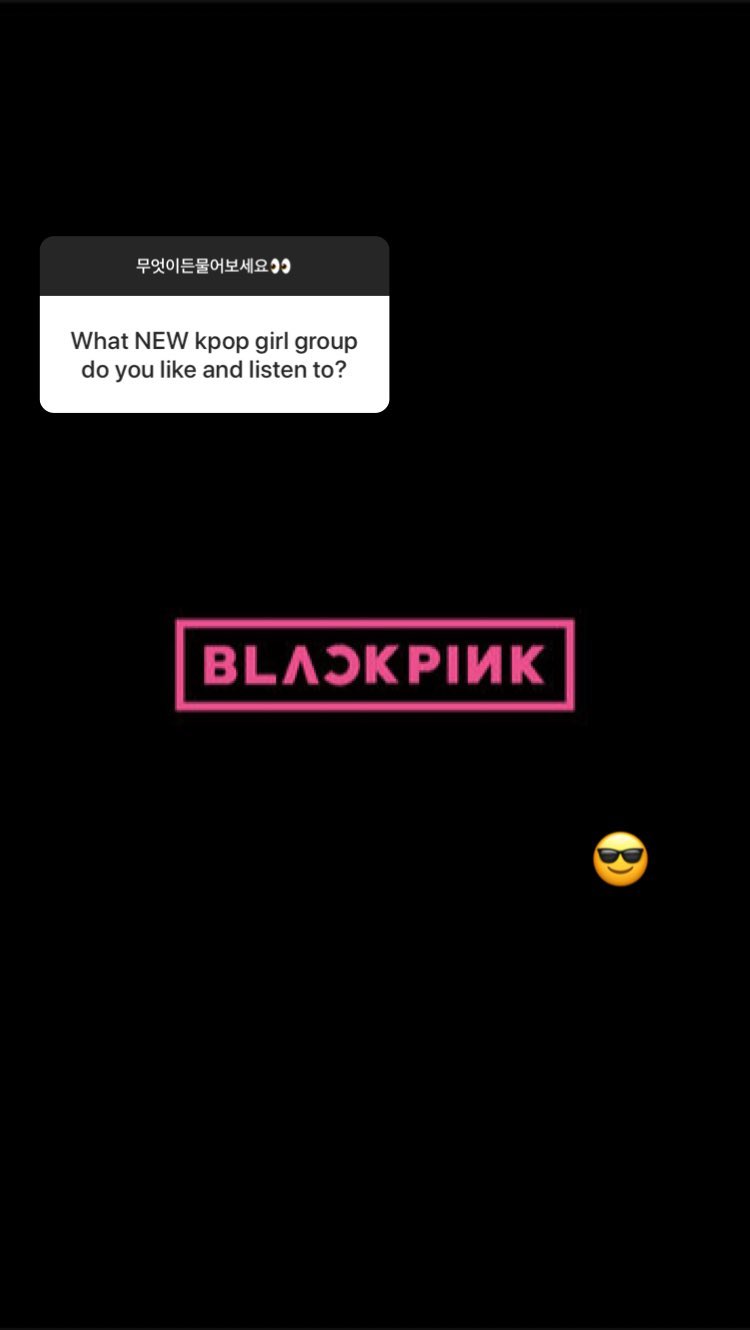 무엇이든물어보세요👀
What NEW kpop girl group
do you like and listen to?
BLACKPINK